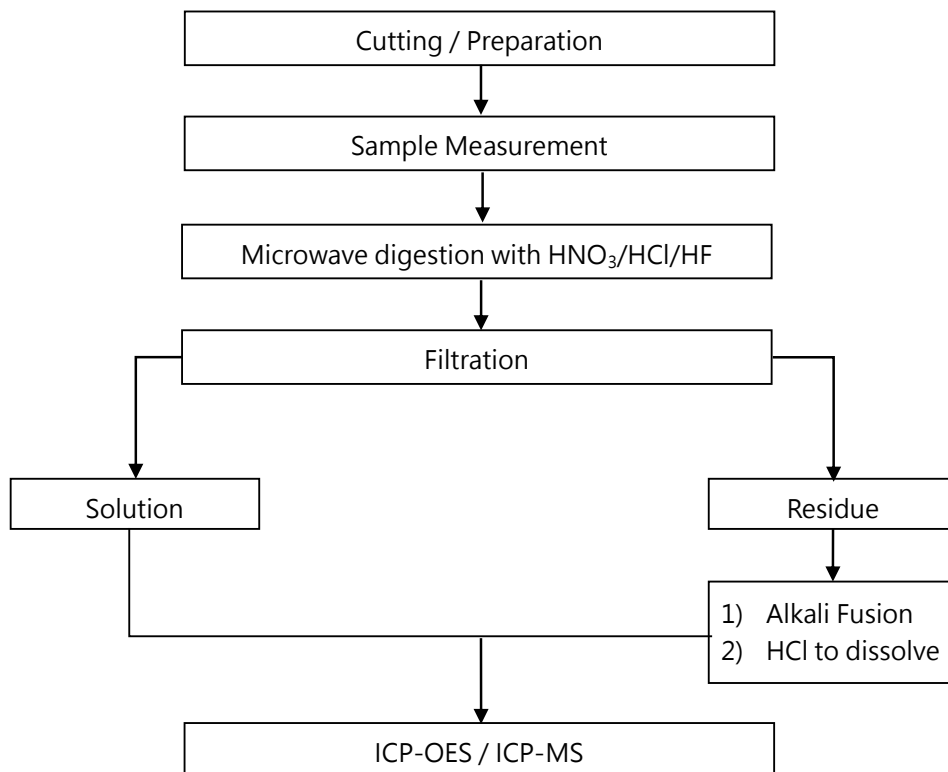 Cutting / Preparation
Sample Measurement
Microwave digestion with HNO₃/HCl/HF
Filtration
Solution
Residue
1) Alkali Fusion
2) HCl to dissolve
ICP-OES / ICP-MS